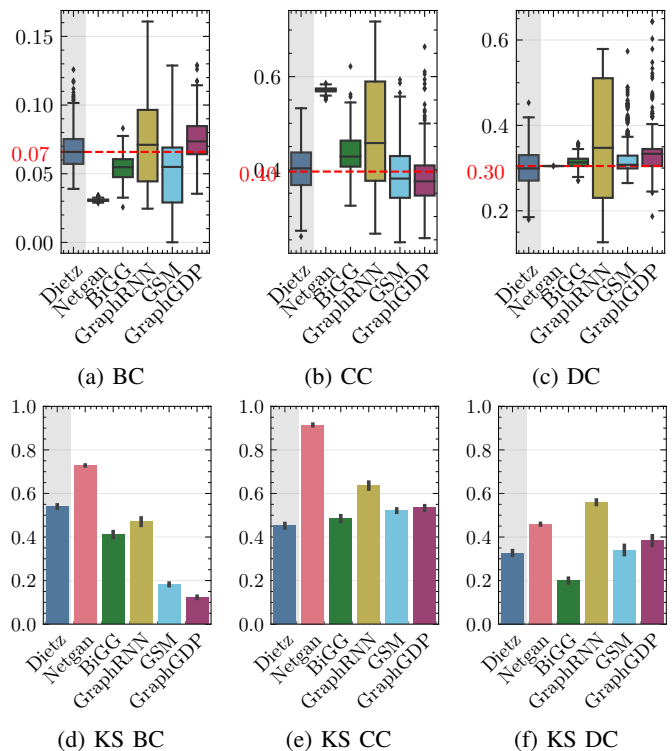 0.15
0.10
0.07
0.05
0.00
Dietz
Netgan
BiGG
GraphRNN
GSM
GraphGDP
(a) BC
0.6
0.4
0.40
Dietz
Netgan
BiGG
GraphRNN
GSM
GraphGDP
(b) CC
0.6
0.4
0.30
0.2
Dietz
Netgan
BiGG
GraphRNN
GSM
GraphGDP
(c) DC
1.0
0.8
0.6
0.4
0.2
0.0
Dietz
Netgan
BiGG
GraphRNN
GSM
GraphGDP
(d) KS BC
1.0
0.8
0.6
0.4
0.2
0.0
Dietz
Netgan
BiGG
GraphRNN
GSM
GraphGDP
(e) KS CC
1.0
0.8
0.6
0.4
0.2
0.0
Dietz
Netgan
BiGG
GraphRNN
GSM
GraphGDP
(f) KS DC